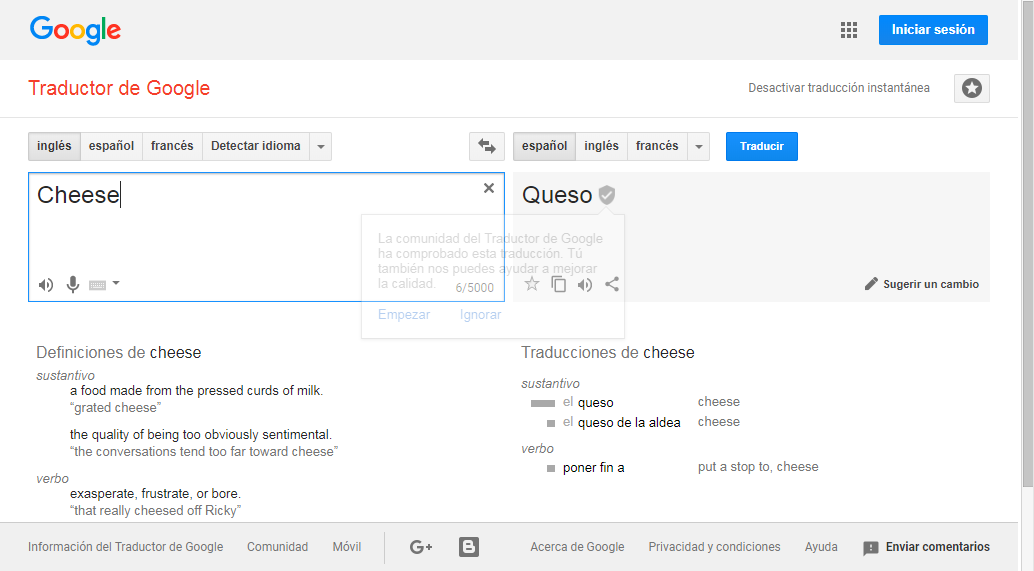 Google
Iniciar sesión
Traductor de Google
Desactivar traducción instantánea
inglés español francés Detectar idioma
español inglés francés
Traducir
Cheese
Queso
La comunidad del Traductor de Google
ha comprobado esta traducción. Tú
también nos puedes ayudar a mejorar
la calidad.
6/5000
Empezar Ignorar
Sugerir un cambio
Definiciones de cheese
sustantivo
a food made from the pressed curds of milk.
“grated cheese”
the quality of being too obviously sentimental.
“the conversations tend too far toward cheese”
verbo
exasperate, frustrate, or bore.
“that really cheesed off Ricky”
Traducciones de cheese
sustantivo
el queso cheese
el queso de la aldea cheese
verbo
poner fin a put a stop to, cheese
Información del Traductor de Google Comunidad Móvil G+ Acerca de Google Privacidad y condiciones Ayuda Enviar comentarios